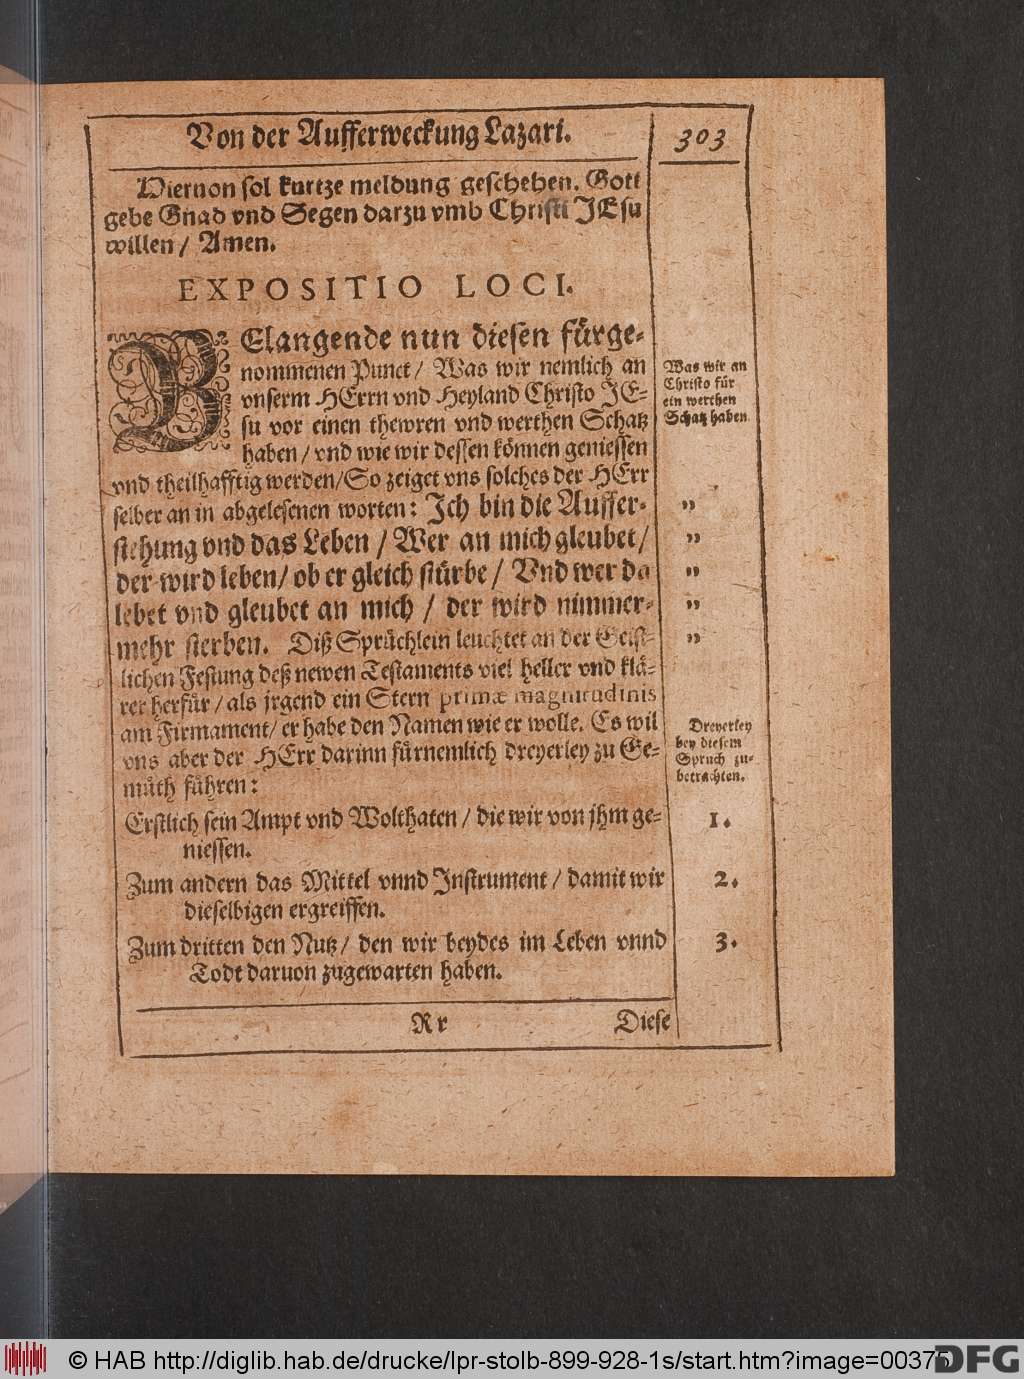 Von der Aufferweckung Lazari.
303
Hieruon sol kurtze meldung geschehen. Gott
gebe Gnad vnd Segen darzu vmb Christi JEsu
willen / Amen.
EXPOSITIO LOCI.
BElangende nun diesen fürge-
nommenen Punct / Was wir nemlich an
vnserm HErrn vnd Heyland Christo JE-
su vor einen thewren vnd werthen Schatz
haben / vnd wie wir dessen können geniessen
vnd theilhafftig werden / So zeiget vns solches der HErr
selber an in abgelesenen worten: Ich bin die Auffer-
stehung vnd das Leben / Wer an mich gleubet /
der wird leben / ob er gleich stürbe / Vnd wer da
lebet vnd gleubet an mich / der wird nimmer-
mehr sterben. Diß Sprüchlein leuchtet an der Geist-
lichen Festung deß newen Testaments viel heller vnd klä-
rer herfür / als jrgend ein Stern primæ magnitudinis
am Firmament / er habe den Namen wie er wolle. Es wil
vns aber der HErr darinn fürnemlich dreyerley zu Ge-
müth führen:
Erstlich sein Ampt vnd Wolthaten / die wir von jhm ge-
niessen.
Zum andern das Mittel vnnd Instrument / damit wir
dieselbigen ergreiffen.
Zum dritten den Nutz / den wir beydes im Leben vnnd
Todt daruon zugewarten haben.
Rr
Diese
Was wir an
Christo für
ein werthen
Schatz haben
"
"
"
"
"
Dreyerley
bey diesem
Spruch zu-
betrachten.
1.
2.
3.
© HAB http://diglib.hab.de/drucke/lpr-stolb-899-928-1s/start.htm?image=00375
DFG